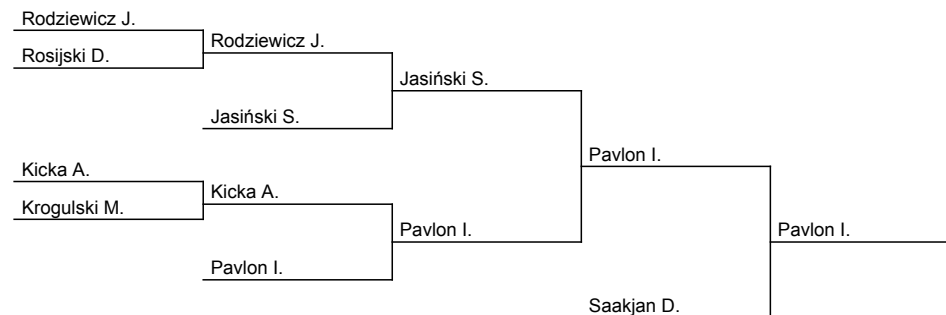 Rodziewicz J.
Rodziewicz J.
Rosijski D.
Jasiński S.
Jasiński S.
Pavlon I.
Kicka A.
Kicka A.
Krogulski M.
Pavlon I.
Pavlon I.
Pavlon I.
Saakjan D.